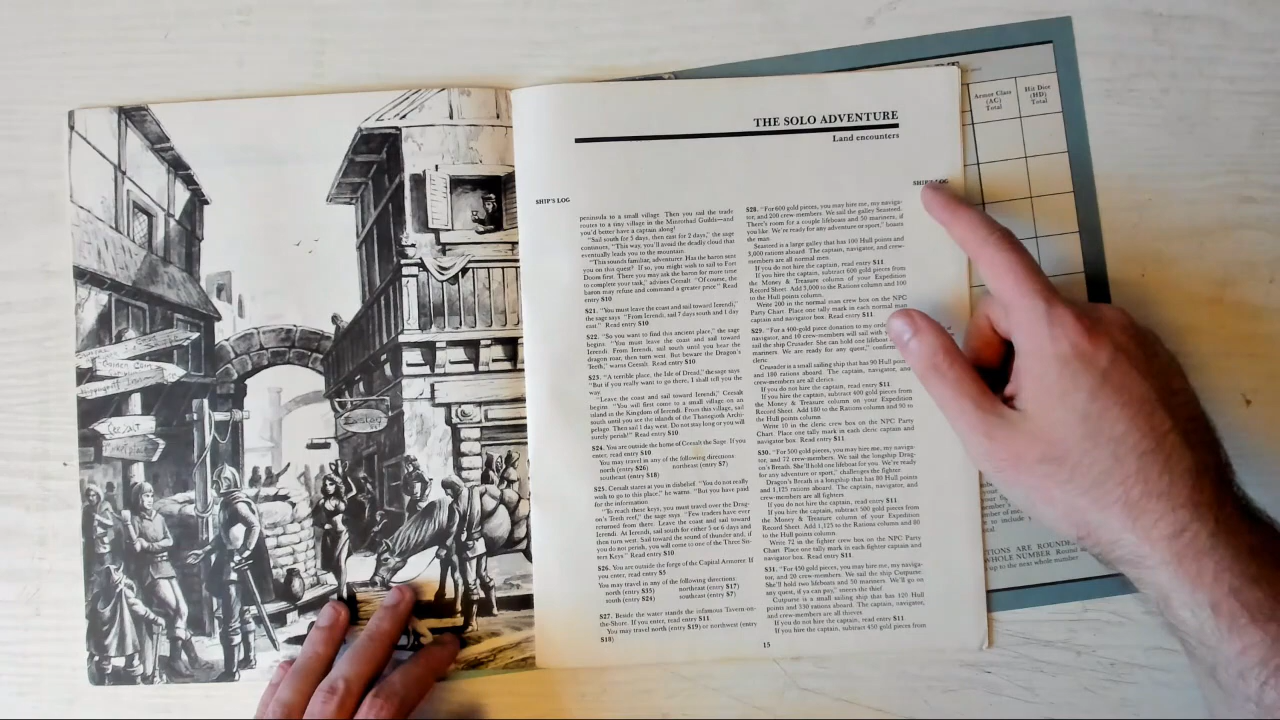 Golden Coin
Ceesalt
THE SOLO ADVENTURE
Land encounters
SHIP'S LOG
peninsula to a small village. Then you sail the trade
routes to a tiny village in the Minrothad Guilds—and
you'd better have a captain along!
"Sail south for 5 days, then east for 2 days," the sage
continues, "This way, you'll avoid the deadly cloud that
eventually leads you to the mountain.
"This sounds familiar, adventurer. Has the baron sent
you on this quest? If so, you might wish to sail to Fort
Doom first. There you may ask the baron for more time
to complete your task," advises Ceesalt. "Of course, the
baron may refuse and command a greater price." Read
entry S10
S21. "You must leave the coast and sail toward Ierendi,"
the sage says. "From Ierendi, sail 7 days south and 1 day
east." Read entry S10
S22. "So you want to find this ancient place," the sage
begins. "You must leave the coast and sail toward
Ierendi. From Ierendi, sail south until you hear the
dragon roar, then turn west. But beware the Dragon's
Teeth," warns Ceesalt. Read entry S10
S23. "A terrible place, the Isle of Dread," the sage says.
"But if you really want to go there, I shall tell you the
way.
"Leave the coast and sail toward Ierendi," Ceesalt
begins. "You will first come to a small village on an
island in the Kingdom of Ierendi. From this village, sail
south until you see the islands of the Thanegoth Archi-
pelago. Then sail 1 day west. Do not stay long or you will
surely perish!" Read entry S10
S24. You are outside the home of Ceesalt the Sage. If you
enter, read entry S10
You may travel in any of the following directions:
north (entry S26) northeast (entry S7)
southeast (entry S18)
S25. Ceesalt stares at you in disbelief. "You do not really
wish to go to this place," he warns. "But you have paid
for the information.
"To reach these keys, you must travel over the Drag-
on's Teeth reef," the sage says. "Few traders have ever
returned from there. Leave the coast and sail toward
Ierendi. At Ierendi, sail south for either 5 or 6 days and
then turn west. Sail toward the sound of thunder and, if
you do not perish, you will come to one of the Three Sis-
ters Keys." Read entry S10
S26. You are outside the forge of the Capital Armorer. If
you enter, read entry S5
You may travel in any of the following directions:
north (entry S35) northeast (entry S17)
south (entry S24) southeast (entry S7)
S27. Beside the water stands the infamous Tavern-on-
the-Shore. If you enter, read entry S11.
You may travel north (entry S19) or northwest (entry
S18)
SHIP'S LOG
S28. "For 600 gold pieces, you may hire me, my naviga-
tor, and 200 crew-members. We sail the galley Seasteed.
There's room for a couple lifeboats and 50 mariners, if
you like. We're ready for any adventure or sport," boasts
the man.
Seasteed is a large galley that has 100 Hull points and
3,000 rations aboard. The captain, navigator, and crew-
members are all normal men.
If you do not hire the captain, read entry S11
If you hire the captain, subtract 600 gold pieces from
the Money & Treasure column of your Expedition
Record Sheet. Add 3,000 to the Rations column and 100
to the Hull points column.
Write 200 in the normal man crew box on the NPC
Party Chart. Place one tally mark in each normal man
captain and navigator box. Read entry S11.
S29. "For a 400-gold piece donation to my order
navigator, and 10 crew-members will sail with
sail the ship Crusader. She can hold one lifeboat
mariners. We are ready for any quest,"
cleric.
Crusader is a small sailing ship that has 90 Hull
and 180 rations aboard. The captain, navigator, and
crew-members are all clerics.
If you do not hire the captain, read entry S11.
If you hire the captain, subtract 400 gold pieces from
the Money & Treasure column on your Expedition
Record Sheet. Add 180 to the Rations column and 90 to
the Hull points column.
Write 10 in the cleric crew box on the NPC Party
Chart. Place one tally mark in each cleric captain and
navigator box. Read entry S11.
S30. "For 500 gold pieces, you may hire me, my naviga-
tor, and 72 crew-members. We sail the longship Drag-
on's Breath. She'll hold one lifeboat for you. We're ready
for any adventure or sport," challenges the fighter.
Dragon's Breath is a longship that has 80 Hull points
and 1,125 rations aboard. The captain, navigator, and
crew-members are all fighters.
If you do not hire the captain, read entry S11.
If you hire the captain, subtract 500 gold pieces from
the Money & Treasure column of your Expedition
Record Sheet. Add 1,125 to the Rations column and 80
to the Hull points column.
Write 72 in the fighter crew box on the NPC Party
Chart. Place one tally mark in each fighter captain and
navigator box. Read entry S11.
S31. "For 450 gold pieces, you may hire me, my naviga-
tor, and 20 crew-members. We sail the ship Cutpurse.
She'll hold two lifeboats and 50 mariners. We'll go on
any quest, if ya can pay," sneers the thief.
Cutpurse is a small sailing ship that has 120 Hull
points and 330 rations aboard. The captain, navigator,
and crew-members are all thieves.
If you do not hire the captain, read entry S11
If you hire the captain, subtract 450 gold pieces from
15
Armor Class
(AC)
Total
Hit Dice
(HD)
Total